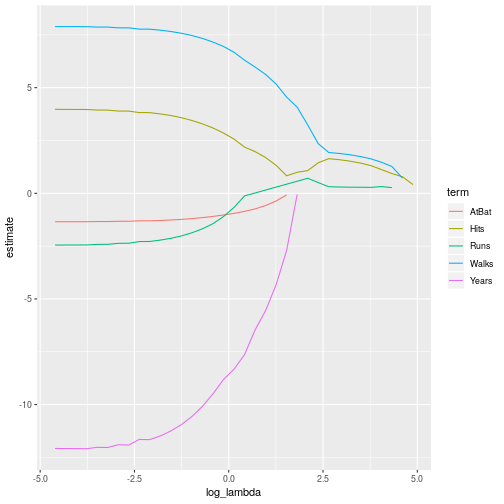 5
0
-5
-10
-5.0
-2.5
0.0
2.5
5.0
log_lambda
estimate
term
AtBat
Hits
Runs
Walks
Years